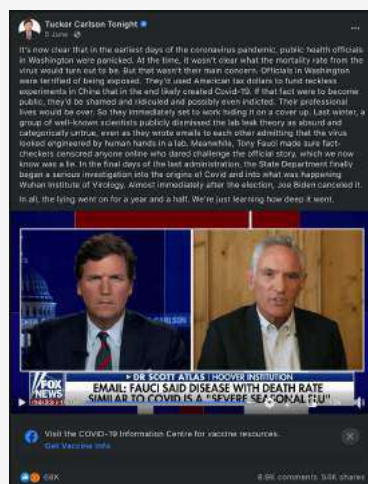 Tucker Carlson Tonight
5 June
It's now clear that in the earliest days of the coronavirus pandemic, public health officials
in Washington were panicked. At the time, it wasn't clear what the mortality rate from the
virus would turn out to be. But that wasn't their main concern. Officials in Washington
were terrified of being exposed. They'd used American tax dollars to fund reckless
experiments in China that in the end likely created Covid-19. If that fact were to become
public, they'd be shamed and ridiculed and possibly even indicted. Their professional
lives would be over. So they immediately set to work hiding it on a cover up. Last winter, a
group of well-known scientists publicly dismissed the lab leak theory as absurd and
categorically untrue, even as they wrote emails to each other admitting that the virus
looked engineered by human hands in a lab. Meanwhile, Tony Fauci made sure fact-
checkers censored anyone online who dared challenge the official story, which we now
know was a lie. In the final days of the last administration, the State Department finally
began a serious investigation into the origins of Covid and into what was happening
Wuhan Institute of Virology. Almost immediately after the election, Joe Biden canceled it.
In all, the lying went on for a year and a half. We're just learning how deep it went.
DR SCOTT ATLAS | HOOVER INSTITUTION
FOX NEWS
EMAIL: FAUCI SAID DISEASE WITH DEATH RATE
SIMILAR TO COVID IS A "SEVERE SEASONAL FLU"
Visit the COVID-19 Information Centre for vaccine resources.
Get Vaccine Info
68K
8.9K comments 54K shares